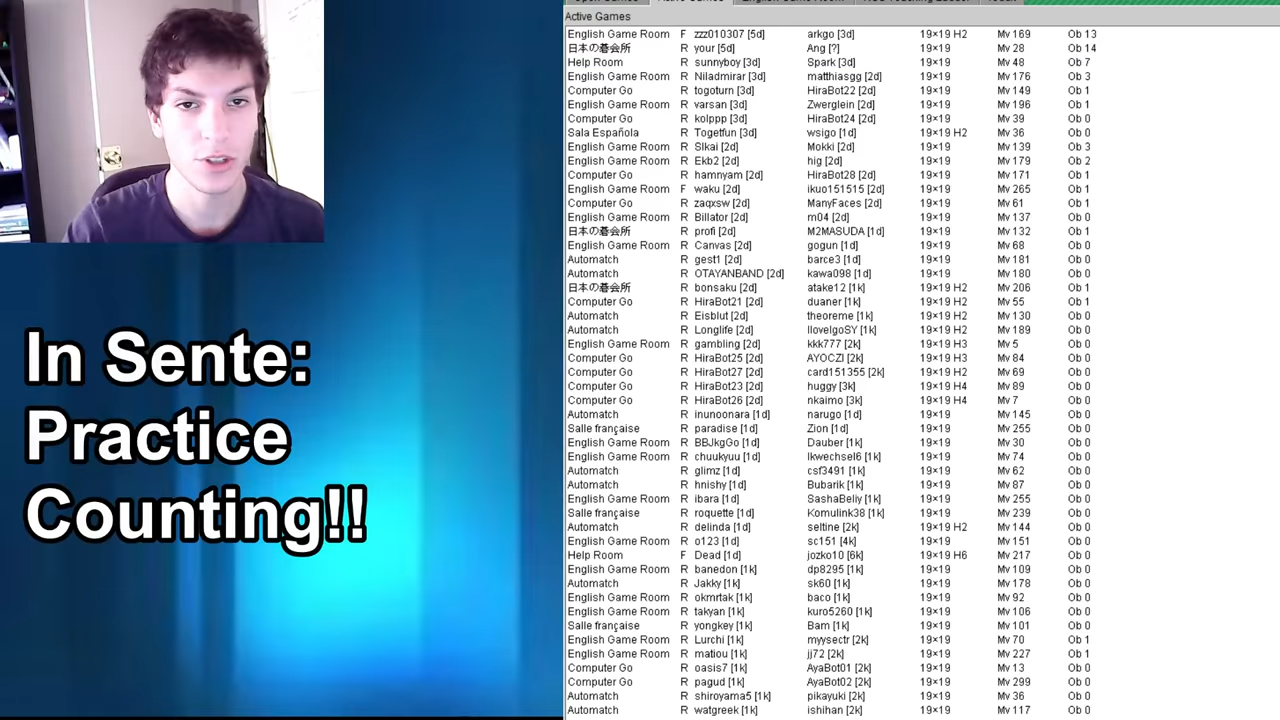 Active Games
English Game Room F zzz010307 [5d] arkgo [3d] 19×19 H2 Mv 169 Ob 13
日本の碁会所 R your [5d] Ang [?] 19×19 Mv 28 Ob 14
Help Room R sunnyboy [3d] Spark [3d] 19×19 Mv 48 Ob 7
English Game Room R Niladmirar [3d] matthiasgg [2d] 19×19 Mv 176 Ob 3
Computer Go R togoturn [3d] HiraBot22 [2d] 19×19 Mv 149 Ob 1
English Game Room R varsan [3d] Zwerglein [2d] 19×19 Mv 196 Ob 1
Computer Go R kolppp [3d] HiraBot24 [2d] 19×19 Mv 39 Ob 0
Sala Española R Togetfun [3d] wsigo [1d] 19×19 H2 Mv 36 Ob 0
English Game Room R Slkai [2d] Mokki [2d] 19×19 Mv 139 Ob 3
English Game Room R Ekb2 [2d] hig [2d] 19×19 Mv 179 Ob 2
Computer Go R hamnyam [2d] HiraBot28 [2d] 19×19 Mv 171 Ob 1
English Game Room F waku [2d] ikuo151515 [2d] 19×19 Mv 265 Ob 1
Computer Go R zaqxsw [2d] ManyFaces [2d] 19×19 Mv 61 Ob 1
English Game Room R Billator [2d] m04 [2d] 19×19 Mv 137 Ob 0
日本の碁会所 R profi [2d] M2MASUDA [1d] 19×19 Mv 132 Ob 1
English Game Room R Canvas [2d] gogun [1d] 19×19 Mv 68 Ob 0
Automatch R gest1 [2d] barce3 [1d] 19×19 Mv 181 Ob 0
Automatch R OTAYANBAND [2d] kawa098 [1d] 19×19 Mv 180 Ob 0
日本の碁会所 R bonsaku [2d] atake12 [1k] 19×19 H2 Mv 206 Ob 1
Computer Go R HiraBot21 [2d] duaner [1k] 19×19 H2 Mv 55 Ob 1
Automatch R Eisblut [2d] theoreme [1k] 19×19 H2 Mv 130 Ob 0
Automatch R Longlife [2d] IlovelgoSY [1k] 19×19 H2 Mv 189 Ob 0
English Game Room R gambling [2d] kkk777 [2k] 19×19 H3 Mv 5 Ob 0
Computer Go R HiraBot25 [2d] AYOCZI [2k] 19×19 H3 Mv 84 Ob 0
Computer Go R HiraBot27 [2d] card151355 [2k] 19×19 H2 Mv 69 Ob 0
Computer Go R HiraBot23 [2d] huggy [3k] 19×19 H4 Mv 89 Ob 0
Computer Go R HiraBot26 [2d] nkaimo [3k] 19×19 H4 Mv 7 Ob 0
Automatch R inunoonara [1d] narugo [1d] 19×19 Mv 145 Ob 0
Salle française R paradise [1d] Zion [1d] 19×19 Mv 255 Ob 0
English Game Room R BBJkgGo [1d] Dauber [1k] 19×19 Mv 30 Ob 0
English Game Room R chuukyuu [1d] lkwechsel6 [1k] 19×19 Mv 74 Ob 0
Automatch R glimz [1d] csf3491 [1k] 19×19 Mv 62 Ob 0
Automatch R hnishy [1d] Bubarik [1k] 19×19 Mv 87 Ob 0
English Game Room R ibara [1d] SashaBeliy [1k] 19×19 Mv 255 Ob 0
Salle française R roquette [1d] Komulink38 [1k] 19×19 Mv 239 Ob 0
Automatch R delinda [1d] seltine [2k] 19×19 H2 Mv 144 Ob 0
English Game Room R o123 [1d] sc151 [4k] 19×19 Mv 151 Ob 0
Help Room F Dead [1d] jozko10 [6k] 19×19 H6 Mv 217 Ob 0
English Game Room R banedon [1k] dp8295 [1k] 19×19 Mv 109 Ob 0
Automatch R Jakky [1k] sk60 [1k] 19×19 Mv 178 Ob 0
English Game Room R okmrtak [1k] baco [1k] 19×19 Mv 92 Ob 0
English Game Room R takyan [1k] kuro5260 [1k] 19×19 Mv 106 Ob 0
Salle française R yongkey [1k] Bam [1k] 19×19 Mv 101 Ob 0
English Game Room R Lurchi [1k] myysectr [2k] 19×19 Mv 70 Ob 1
English Game Room R matiou [1k] jj72 [2k] 19×19 Mv 227 Ob 1
Computer Go R oasis7 [1k] AyaBot01 [2k] 19×19 Mv 13 Ob 0
Computer Go R pagud [1k] AyaBot02 [2k] 19×19 Mv 299 Ob 0
Automatch R shiroyama5 [1k] pikayuki [2k] 19×19 Mv 36 Ob 0
Automatch R watgreek [1k] ishihan [2k] 19×19 Mv 117 Ob 0
In Sente:
Practice
Counting!!